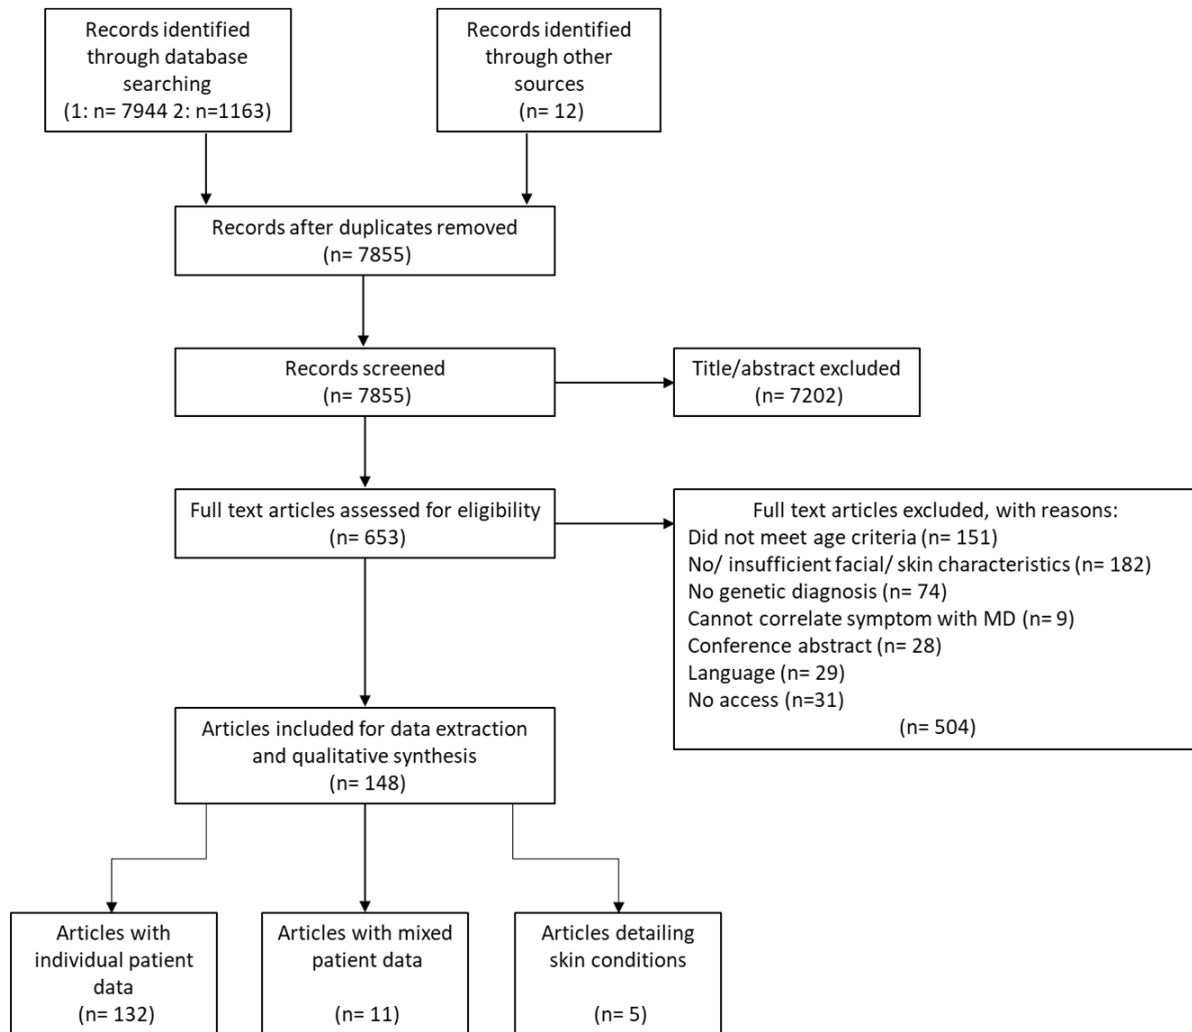 Records identified
through database
searching
(1: n= 7944 2: n=1163)
Records identified
through other
sources
(n= 12)
Records after duplicates removed
(n= 7855)
Records screened
(n= 7855)
Title/abstract excluded
(n= 7202)
Full text articles assessed for eligibility
(n= 653)
Full text articles excluded, with reasons:
Did not meet age criteria (n= 151)
No/ insufficient facial/ skin characteristics (n= 182)
No genetic diagnosis (n= 74)
Cannot correlate symptom with MD (n= 9)
Conference abstract (n= 28)
Language (n= 29)
No access (n=31)
(n= 504)
Articles included for data extraction
and qualitative synthesis
(n= 148)
Articles with
individual patient
data
(n= 132)
Articles with mixed
patient data
(n= 11)
Articles detailing
skin conditions
(n= 5)